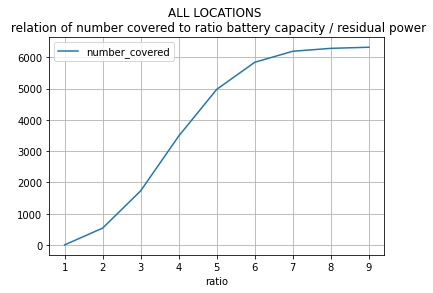 ALL LOCATIONS
relation of number covered to ratio battery capacity / residual power
number_covered
6000
5000
4000
3000
2000
1000
0
1 2 3 4 5 6 7 8 9
ratio